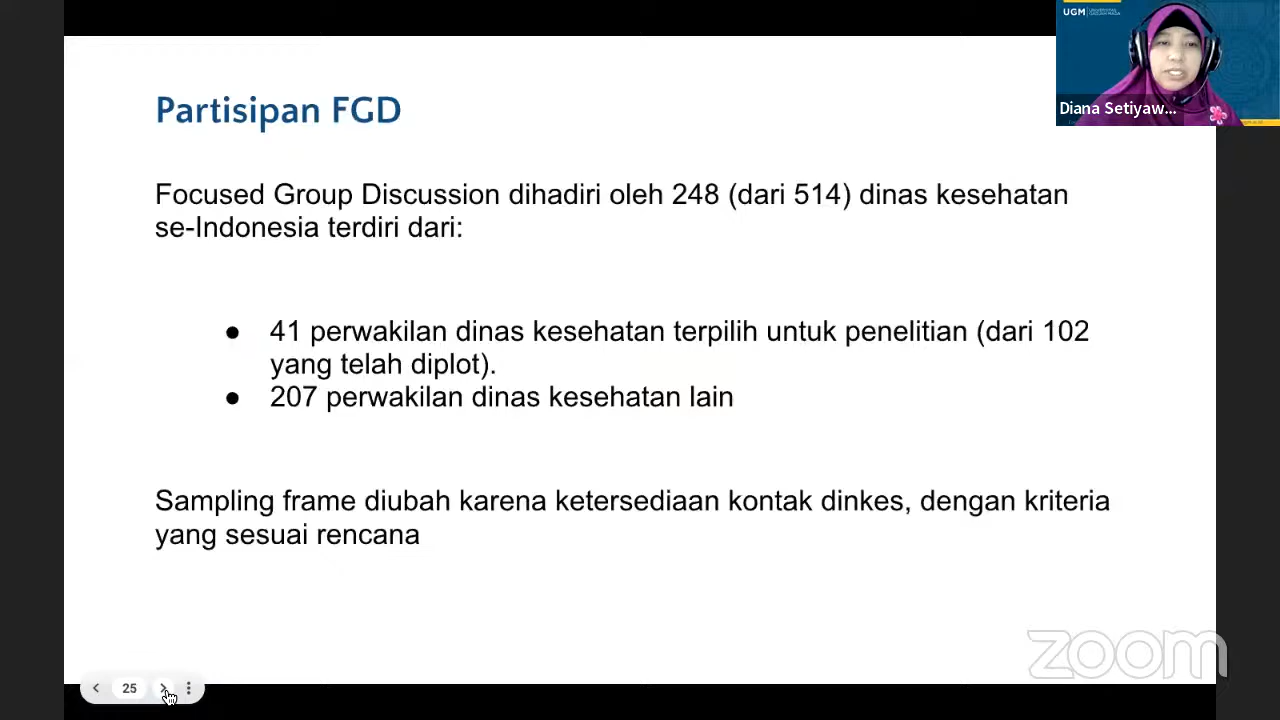 UGM
Diana Setiyaw...
Partisipan FGD
Focused Group Discussion dihadiri oleh 248 (dari 514) dinas kesehatan
se-Indonesia terdiri dari:
● 41 perwakilan dinas kesehatan terpilih untuk penelitian (dari 102
yang telah diplot).
● 207 perwakilan dinas kesehatan lain
Sampling frame diubah karena ketersediaan kontak dinkes, dengan kriteria
yang sesuai rencana
zoom
25